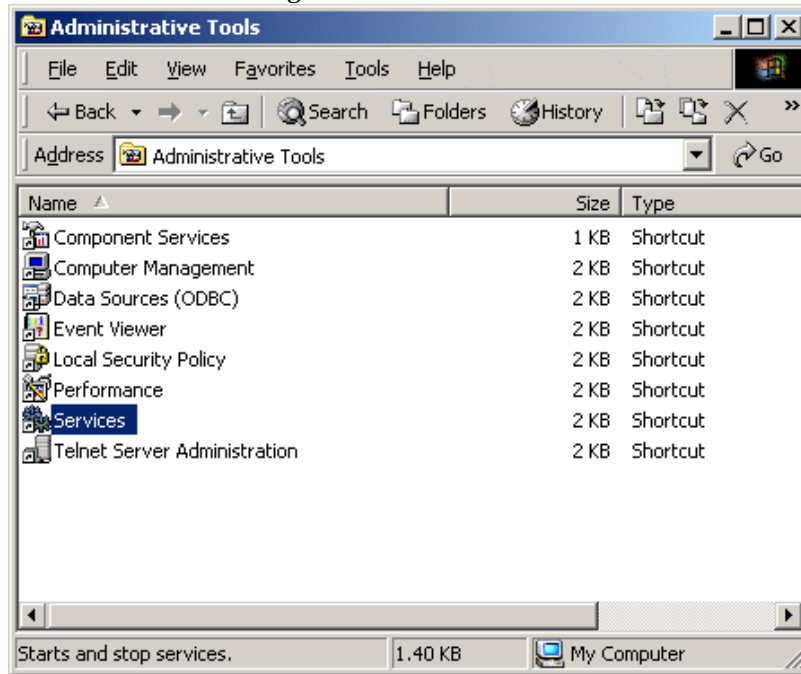 Administrative Tools
File Edit View Favorites Tools Help
Back Search Folders History »
Address Administrative Tools Go
Name Size Type
Component Services 1 KB Shortcut
Computer Management 2 KB Shortcut
Data Sources (ODBC) 2 KB Shortcut
Event Viewer 2 KB Shortcut
Local Security Policy 2 KB Shortcut
Performance 2 KB Shortcut
Services 2 KB Shortcut
Telnet Server Administration 2 KB Shortcut
Starts and stop services. 1.40 KB My Computer